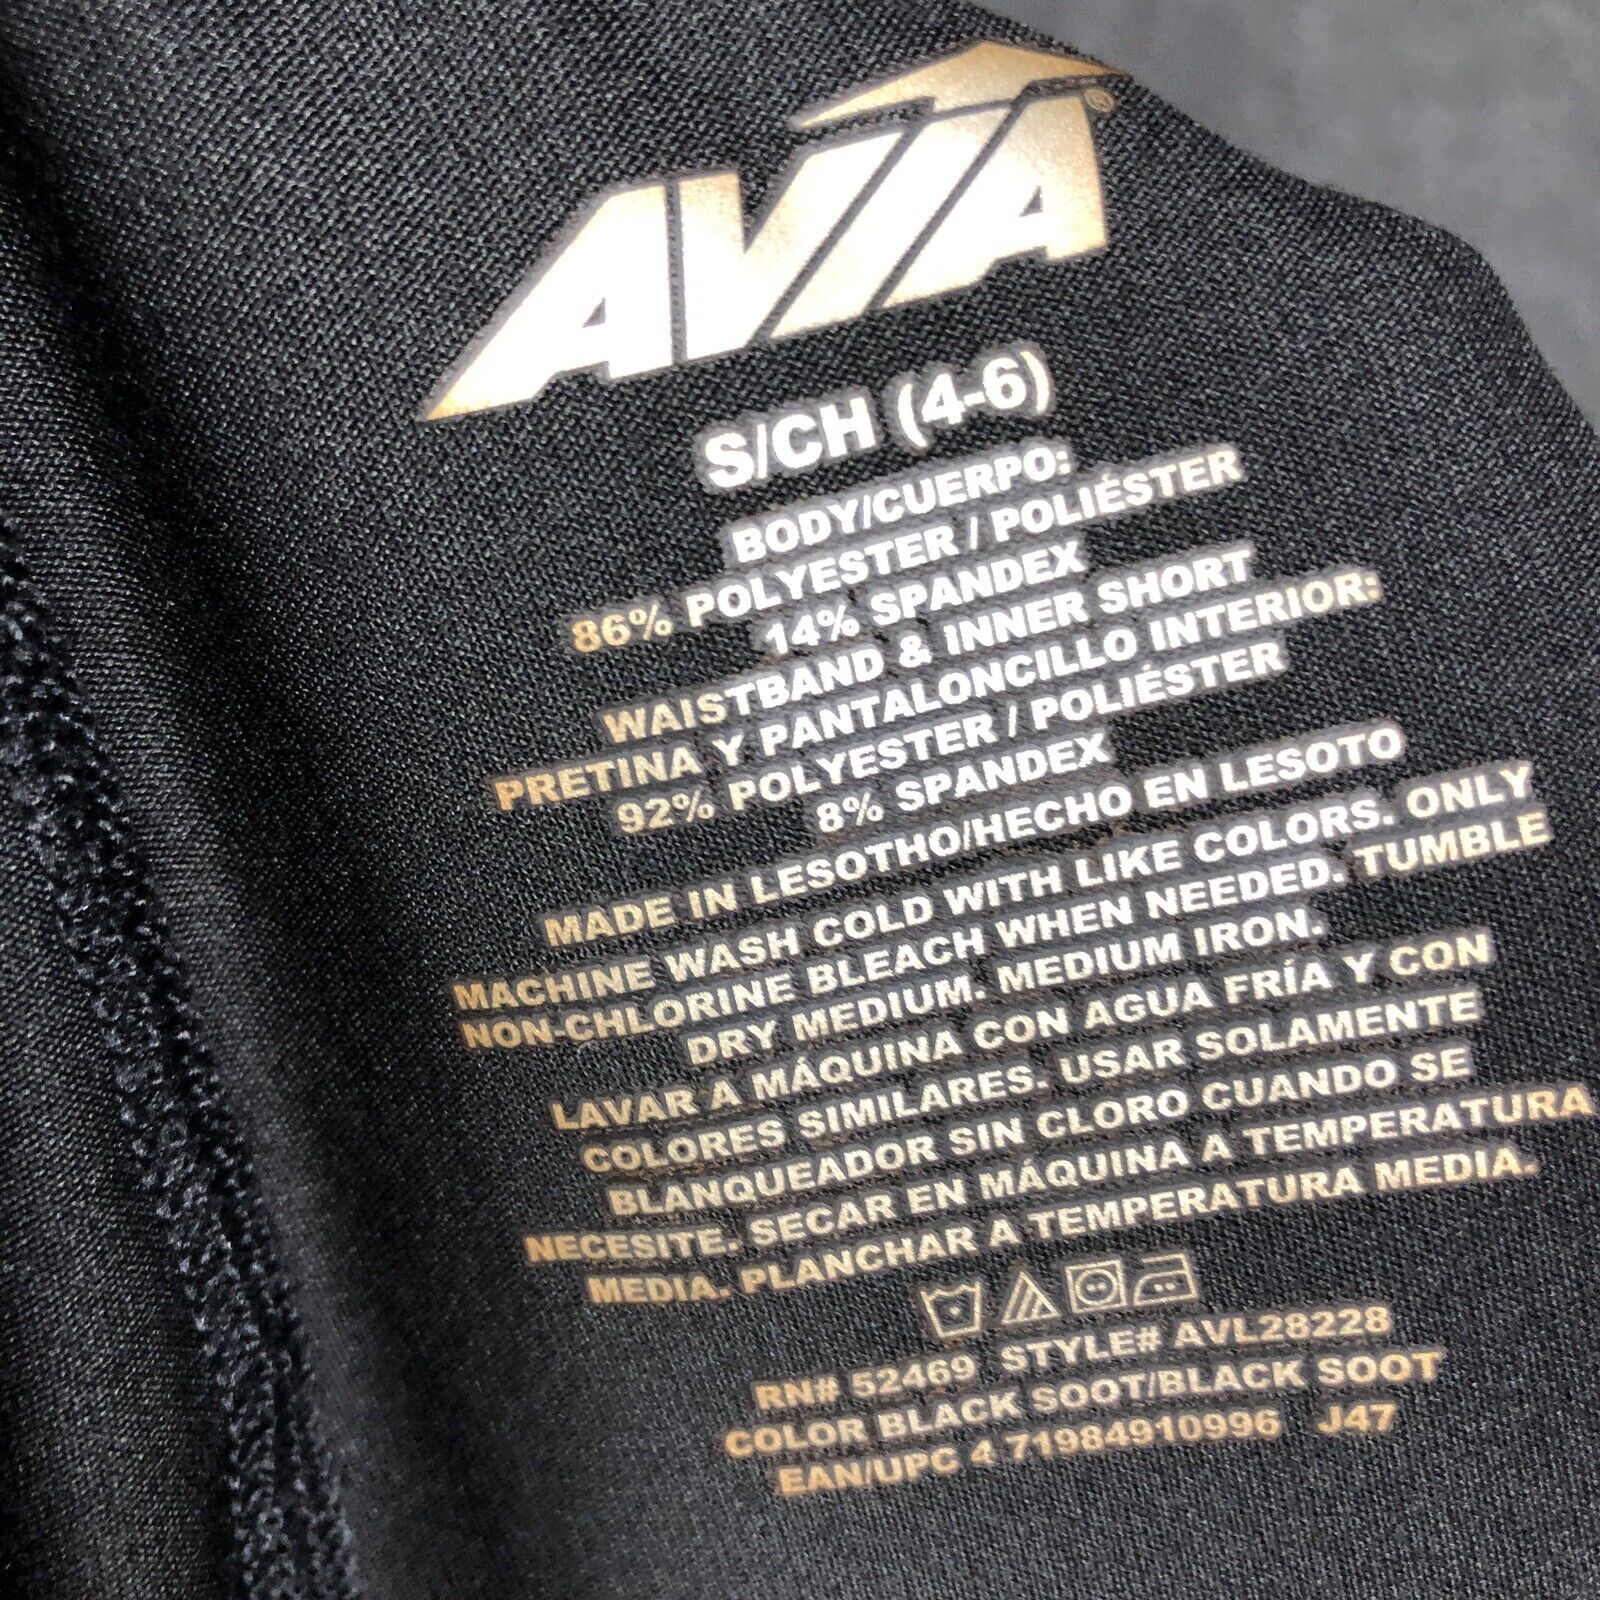 AVIA®
S/CH (4-6)
BODY/CUERPO:
86% POLYESTER / POLIÉSTER
14% SPANDEX
WAISTBAND & INNER SHORT
PRETINA Y PANTALONCILLO INTERIOR:
92% POLYESTER / POLIÉSTER
8% SPANDEX
MADE IN LESOTHO/HECHO EN LESOTO
MACHINE WASH COLD WITH LIKE COLORS. ONLY
NON-CHLORINE BLEACH WHEN NEEDED. TUMBLE
DRY MEDIUM. MEDIUM IRON.
LAVAR A MÁQUINA CON AGUA FRÍA Y CON
COLORES SIMILARES. USAR SOLAMENTE
BLANQUEADOR SIN CLORO CUANDO SE
NECESITE. SECAR EN MÁQUINA A TEMPERATURA
MEDIA. PLANCHAR A TEMPERATURA MEDIA.
RN# 52469 STYLE# AVL28228
COLOR BLACK SOOT/BLACK SOOT
EAN/UPC 4 71984910996 J47